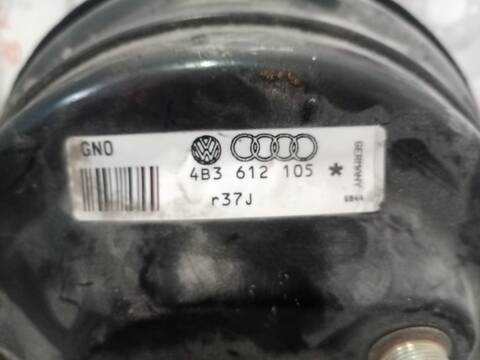 GNO
4B3 612 105 *
r37J
GERMANY